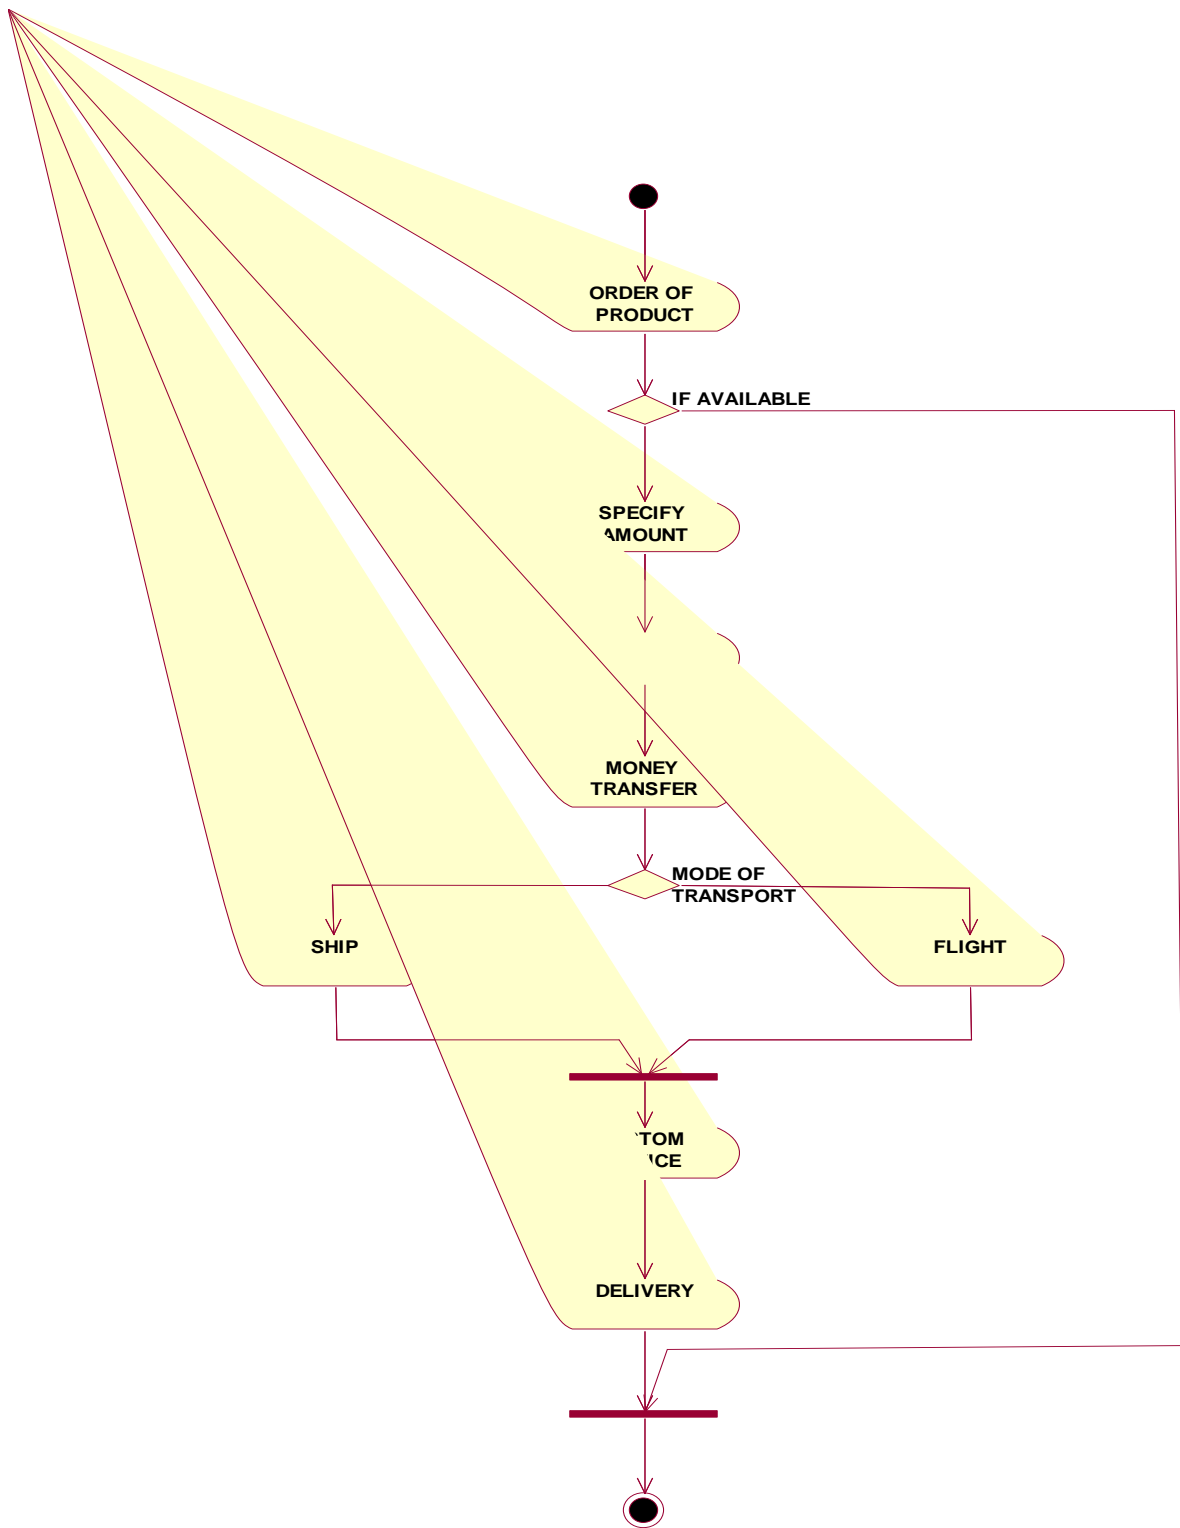 ORDER OF
PRODUCT
IF AVAILABLE
SPECIFY
AMOUNT
MONEY
TRANSFER
MODE OF
TRANSPORT
SHIP
FLIGHT
DELIVERY